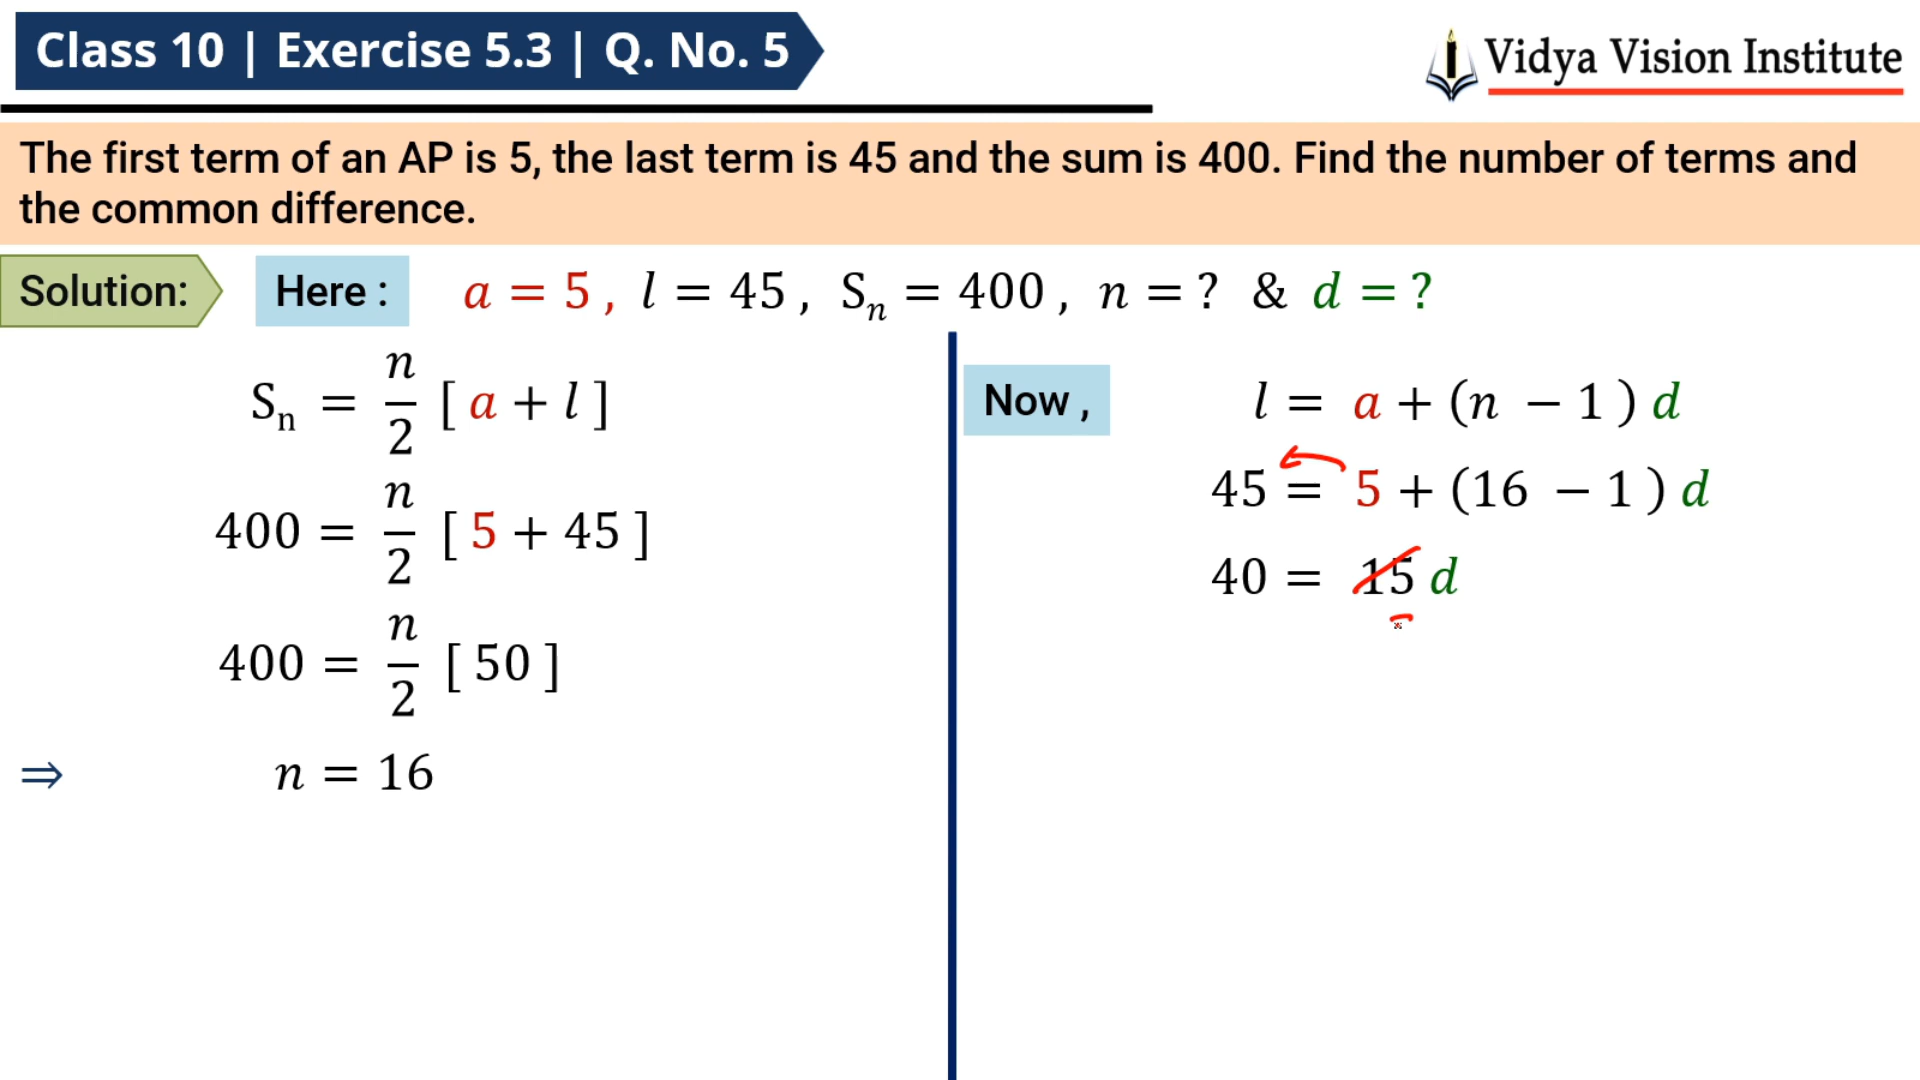 Class 10 | Exercise 5.3 | Q. No. 5
Vidya Vision Institute
The first term of an AP is 5, the last term is 45 and the sum is 400. Find the number of terms and
the common difference.
Solution: Here : a = 5 , l = 45 , Sₙ = 400 , n = ? & d = ?
Sₙ = n/2 [ a + l ]
400 = n/2 [ 5 + 45 ]
400 = n/2 [ 50 ]
⇒ n = 16
Now , l = a + (n − 1 ) d
45 = 5 + (16 − 1 ) d
40 = 15 d